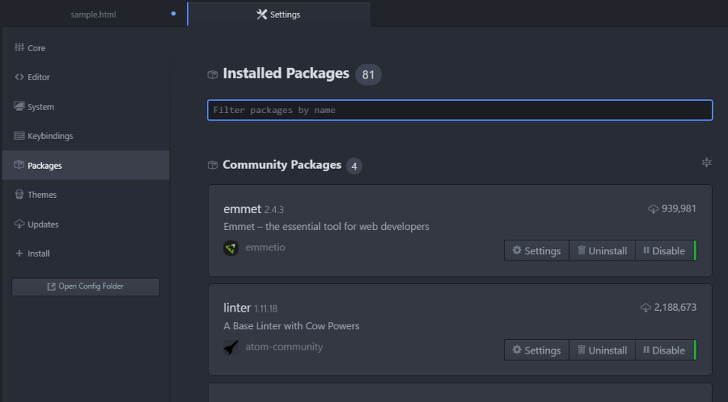 sample.html
Settings
Core
Editor
System
Keybindings
Packages
Themes
Updates
Install
Open Config Folder
Installed Packages 81
Filter packages by name
Community Packages 4
emmet 2.4.3 939,981
Emmet – the essential tool for web developers
emmetio
Settings Uninstall Disable
linter 1.11.18 2,188,673
A Base Linter with Cow Powers
atom-community
Settings Uninstall Disable